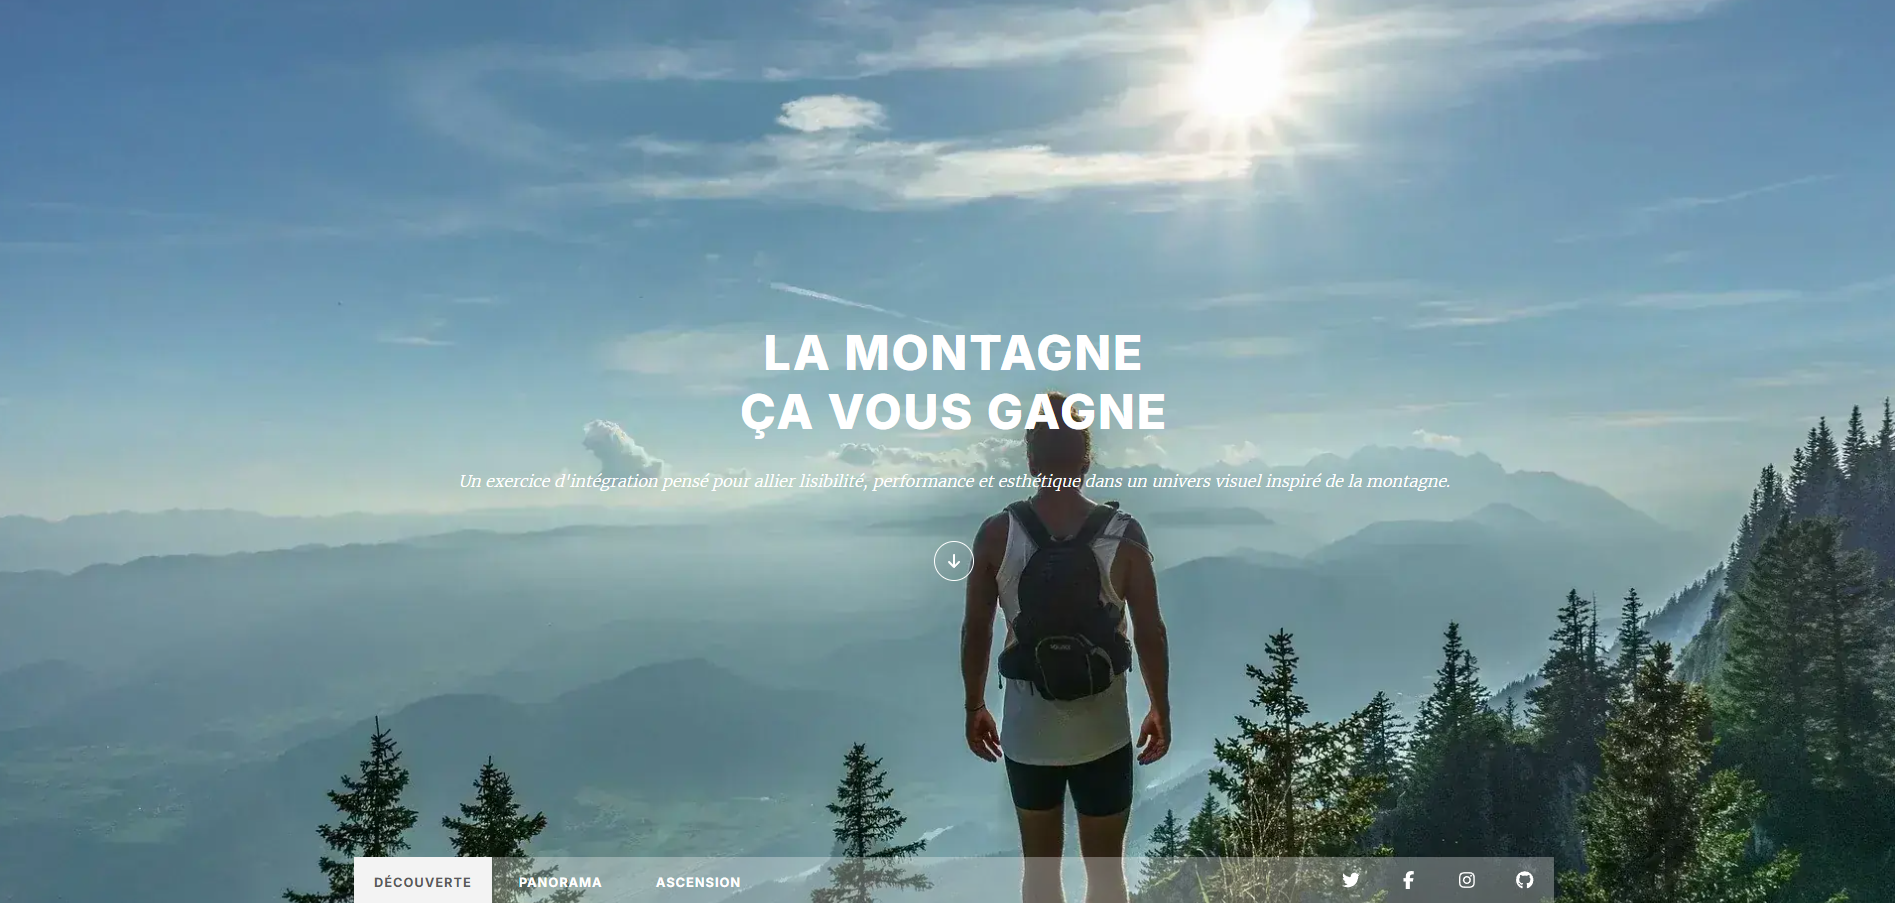 LA MONTAGNE
ÇA VOUS GAGNE
Un exercice d'intégration pensé pour allier lisibilité, performance et esthétique dans un univers visuel inspiré de la montagne.
DÉCOUVERTE PANORAMA ASCENSION